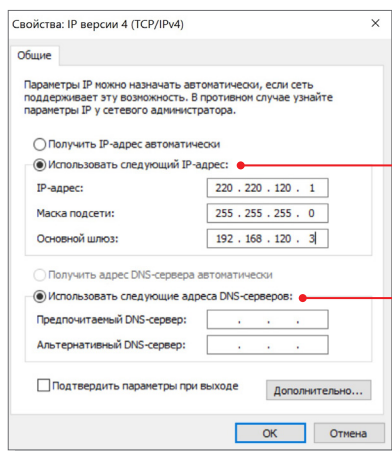 Свойства: IP версии 4 (TCP/IPv4)
Общие
Параметры IP можно назначать автоматически, если сеть
поддерживает эту возможность. В противном случае узнайте
параметры IP у сетевого администратора.
Получить IP-адрес автоматически
Использовать следующий IP-адрес:
IP-адрес: 220 . 220 . 120 . 1
Маска подсети: 255 . 255 . 255 . 0
Основной шлюз: 192 . 168 . 120 . 3
Получить адрес DNS-сервера автоматически
Использовать следующие адреса DNS-серверов:
Предпочитаемый DNS-сервер: . . .
Альтернативный DNS-сервер: . . .
Подтвердить параметры при выходе
Дополнительно...
ОК Отмена